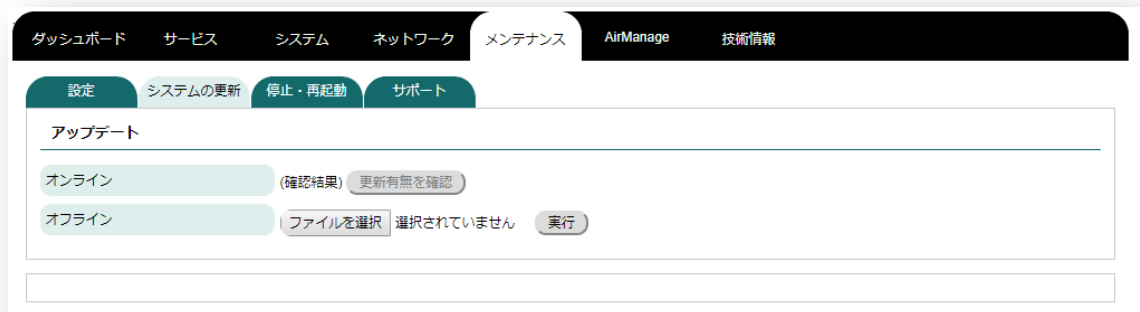 ダッシュボード サービス システム ネットワーク メンテナンス AirManage 技術情報
設定 システムの更新 停止・再起動 サポート
アップデート
オンライン (確認結果) 更新有無を確認
オフライン ファイルを選択 選択されていません 実行